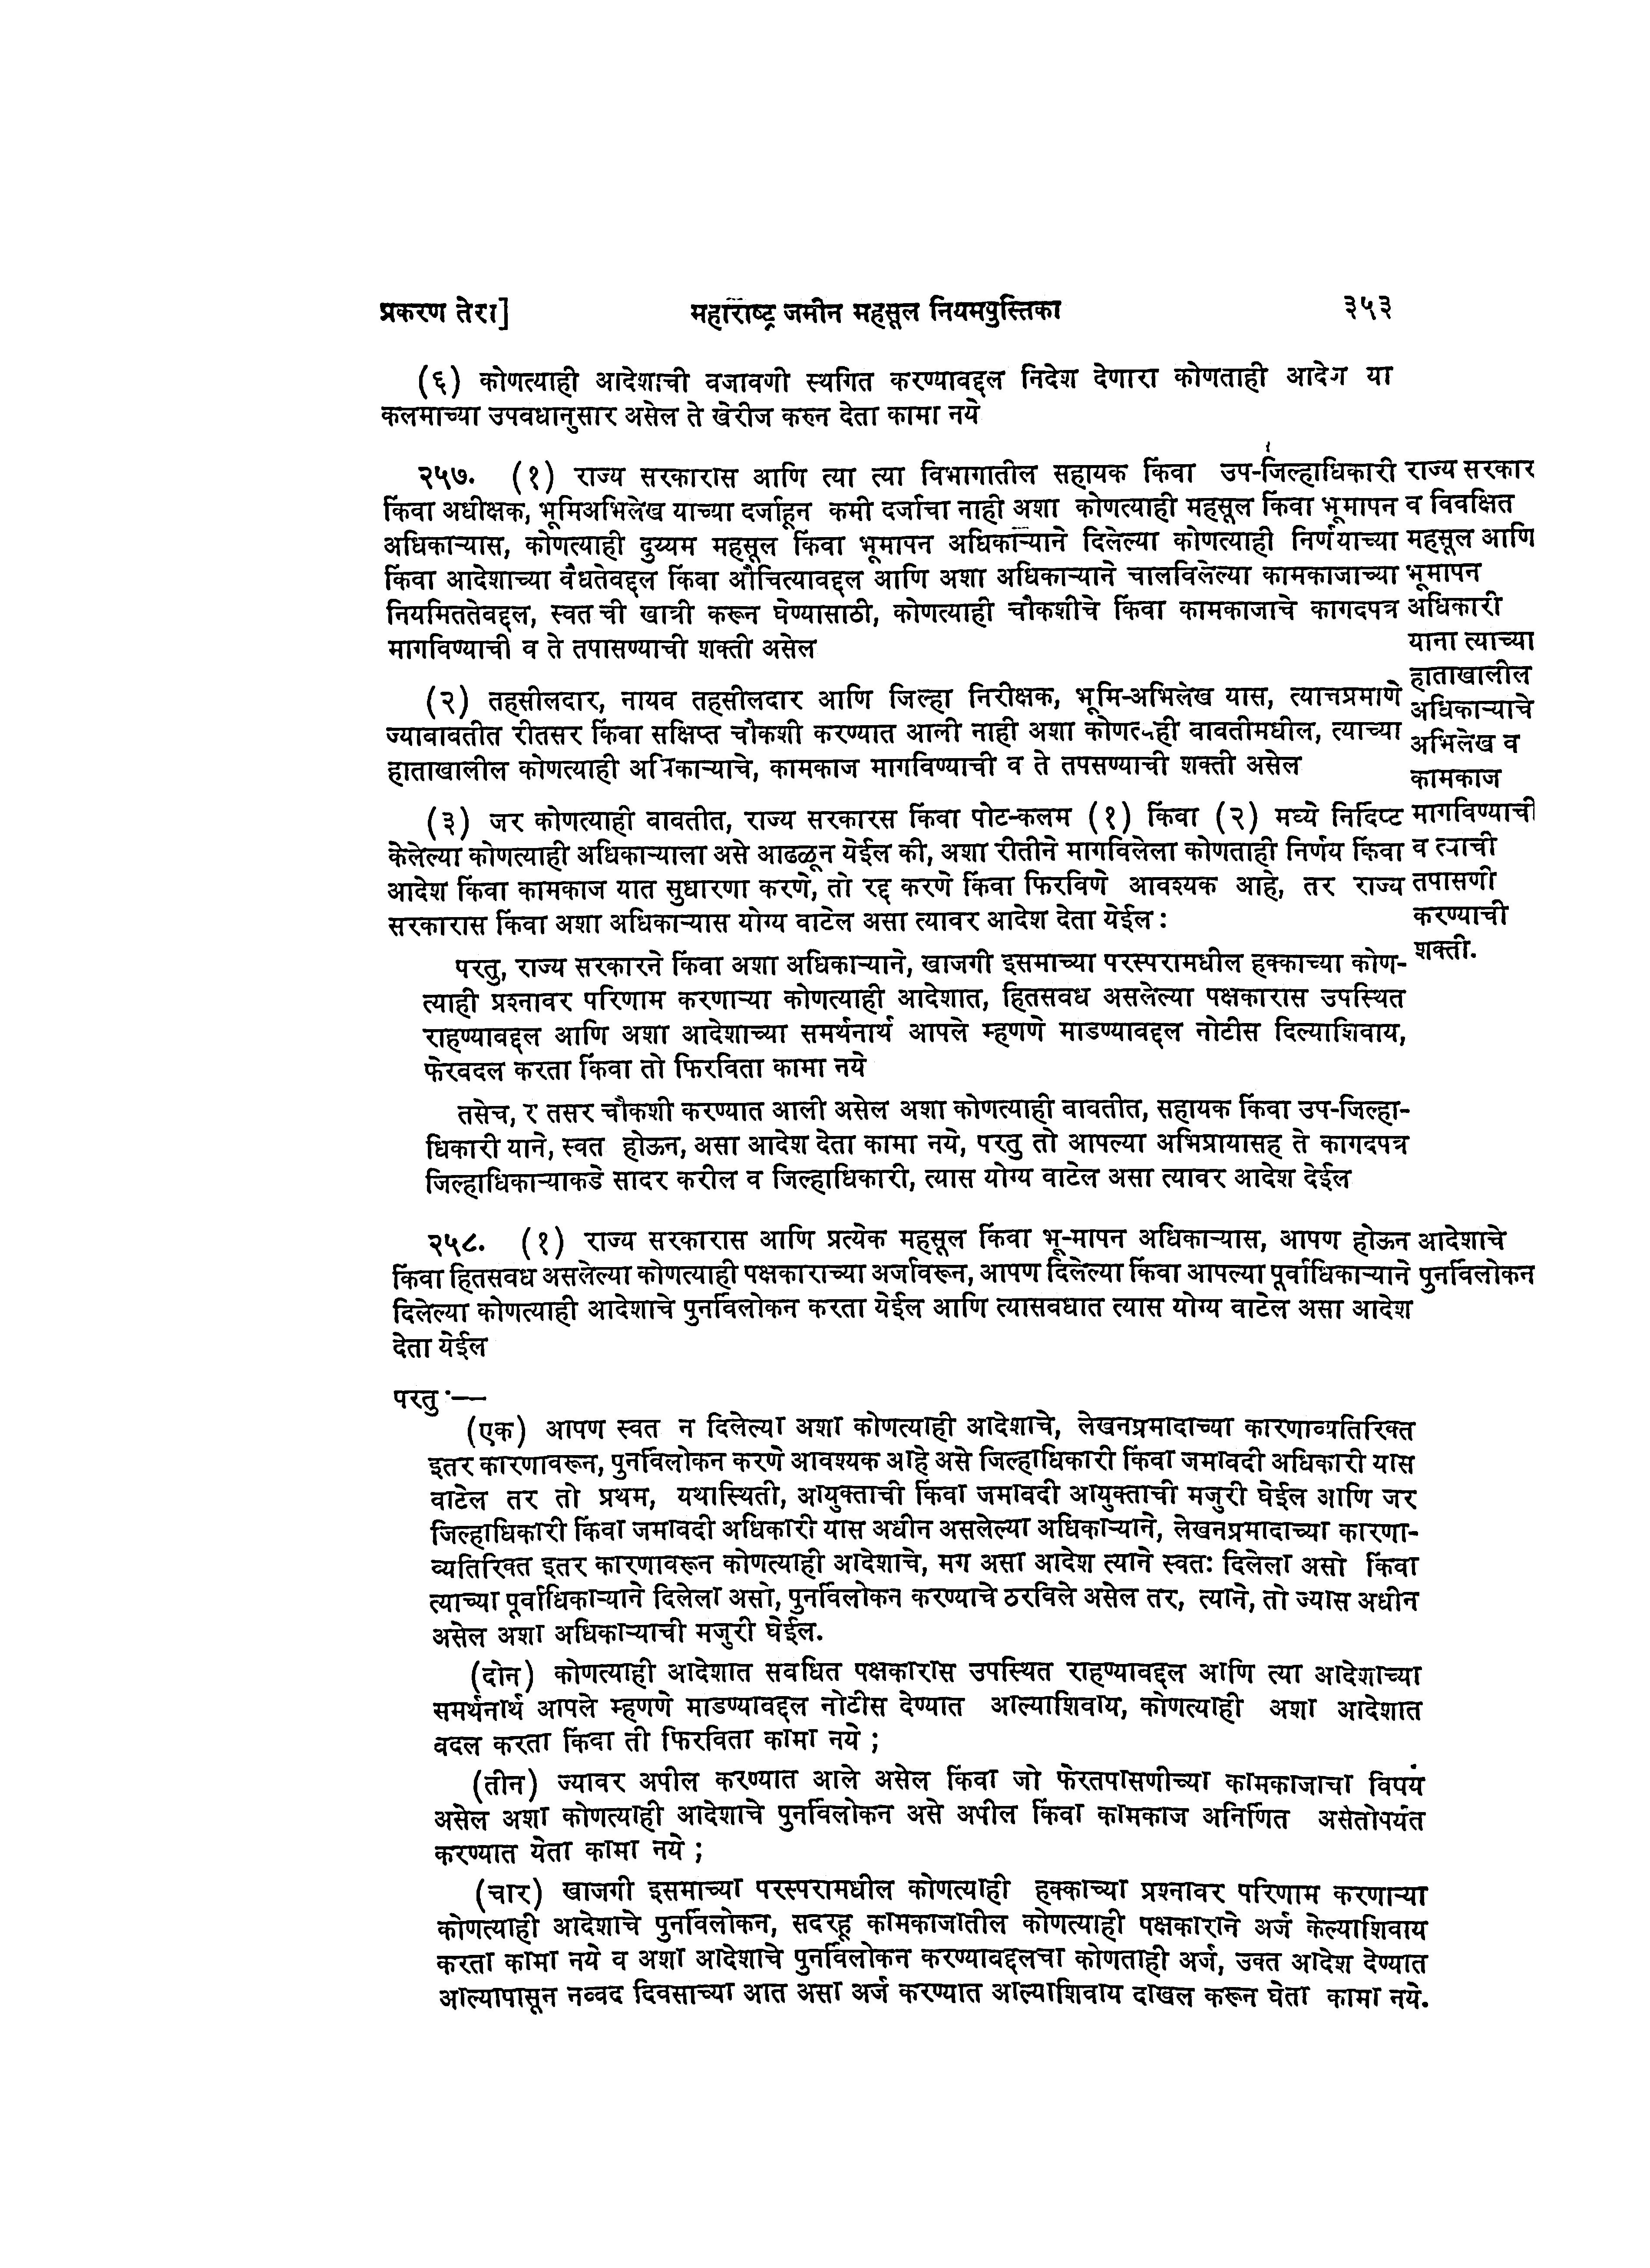 प्रकरण तेरा]
महाराष्ट्र जमीन महसूल नियमपुस्तिका
३५३
(६) कोणत्याही आदेशाची वजावणी स्थगित करण्यावद्दल निदेश देणारा कोणताही आदेश या
कलमाच्या उपवधानुसार असेल ते खेरीज करुन देता कामा नये
२५७. (१) राज्य सरकारास आणि त्या त्या विभागातील सहायक किंवा उप-जिल्हाधिकारी
किंवा अधीक्षक, भूमिअभिलेख याच्या दर्जाहून कमी दर्जाचा नाही अशा कोणत्याही महसूल किंवा भूमापन
अधिकाऱ्यास, कोणत्याही दुय्यम महसूल किंवा भूमापन अधिकाऱ्याने दिलेल्या कोणत्याही निर्णयाच्या
किंवा आदेशाच्या वैधतेवद्दल किंवा औचित्यावद्दल आणि अशा अधिकाऱ्याने चालविलेल्या कामकाजाच्या
नियमिततेवद्दल, स्वत ची खात्री करून घेण्यासाठी, कोणत्याही चौकशीचे किंवा कामकाजाचे कागदपत्र
मागविण्याची व ते तपासण्याची शक्ती असेल
राज्य सरकार
व विवक्षित
महसूल आणि
भूमापन
अधिकारी
याना त्याच्या
हाताखालील
अधिकाऱ्याचे
अभिलेख व
कामकाज
मागविण्याची
व त्याची
तपासणी
करण्याची
शक्ती.
(२) तहसीलदार, नायव तहसीलदार आणि जिल्हा निरीक्षक, भूमि-अभिलेख यास, त्याचप्रमाणे
ज्यावावतीत रीतसर किंवा सक्षिप्त चौकशी करण्यात आली नाही अशा कोणत्याही वावतीमधील, त्याच्या
हाताखालील कोणत्याही अधिकाऱ्याचे, कामकाज मागविण्याची व ते तपसण्याची शक्ती असेल
(३) जर कोणत्याही वावतीत, राज्य सरकारस किंवा पोट-कलम (१) किंवा (२) मध्ये निर्दिष्ट
केलेल्या कोणत्याही अधिकाऱ्याला असे आढळून येईल की, अशा रीतीने मागविलेला कोणताही निर्णय किंवा
आदेश किंवा कामकाज यात सुधारणा करणे, तो रद्द करणे किंवा फिरविणे आवश्यक आहे, तर राज्य
सरकारास किंवा अशा अधिकाऱ्यास योग्य वाटेल असा त्यावर आदेश देता येईल :
परतु, राज्य सरकारने किंवा अशा अधिकाऱ्याने, खाजगी इसमाच्या परस्परामधील हक्काच्या कोण-
त्याही प्रश्नावर परिणाम करणाऱ्या कोणत्याही आदेशात, हितसवध असलेल्या पक्षकारास उपस्थित
राहण्यावद्दल आणि अशा आदेशाच्या समर्थनार्थ आपले म्हणणे माडण्यावद्दल नोटीस दिल्याशिवाय,
फेरवदल करता किंवा तो फिरविता कामा नये
तसेच, र तसर चौकशी करण्यात आली असेल अशा कोणत्याही वावतीत, सहायक किंवा उप-जिल्हा-
धिकारी याने, स्वत होऊन, असा आदेश देता कामा नये, परतु तो आपल्या अभिप्रायासह ते कागदपत्र
जिल्हाधिकाऱ्याकडे सादर करील व जिल्हाधिकारी, त्यास योग्य वाटेल असा त्यावर आदेश देईल
२५८. (१) राज्य सरकारास आणि प्रत्येक महसूल किंवा भू-मापन अधिकाऱ्यास, आपण होऊन
किंवा हितसवध असलेल्या कोणत्याही पक्षकाराच्या अर्जावरून, आपण दिलेल्या किंवा आपल्या पूर्वाधिकाऱ्याने
दिलेल्या कोणत्याही आदेशाचे पुनर्विलोकन करता येईल आणि त्यासवधात त्यास योग्य वाटेल असा आदेश
देता येईल
आदेशाचे
पुनर्विलोकन
परतु :—
(एक) आपण स्वत न दिलेल्या अशा कोणत्याही आदेशाचे, लेखनप्रमादाच्या कारणाव्यतिरिक्त
इतर कारणावरून, पुनर्विलोकन करणे आवश्यक आहे असे जिल्हाधिकारी किंवा जमावदी अधिकारी यास
वाटेल तर तो प्रथम, यथास्थिती, आयुक्ताची किंवा जमावदी आयुक्ताची मजुरी घेईल आणि जर
जिल्हाधिकारी किंवा जमावदी अधिकारी यास अधीन असलेल्या अधिकाऱ्याने, लेखनप्रमादाच्या कारणा-
व्यतिरिक्त इतर कारणावरून कोणत्याही आदेशाचे, मग असा आदेश त्याने स्वतः दिलेला असो किंवा
त्याच्या पूर्वाधिकाऱ्याने दिलेला असो, पुनर्विलोकन करण्याचे ठरविले असेल तर, त्याने, तो ज्यास अधीन
असेल अशा अधिकाऱ्याची मजुरी घेईल.
(दोन) कोणत्याही आदेशात सवधित पक्षकारास उपस्थित राहण्यावद्दल आणि त्या आदेशाच्या
समर्थनार्थ आपले म्हणणे माडण्यावद्दल नोटीस देण्यात आल्याशिवाय, कोणत्याही अशा आदेशात
वदल करता किंवा ती फिरविता कामा नये ;
(तीन) ज्यावर अपील करण्यात आले असेल किंवा जो फेरतपासणीच्या कामकाजाचा विषय
असेल अशा कोणत्याही आदेशाचे पुनर्विलोकन असे अपील किंवा कामकाज अनिर्णित असेतोपर्यंत
करण्यात येता कामा नये ;
(चार) खाजगी इसमाच्या परस्परामधील कोणत्याही हक्काच्या प्रश्नावर परिणाम करणाऱ्या
कोणत्याही आदेशाचे पुनर्विलोकन, सदरहू कामकाजातील कोणत्याही पक्षकाराने अर्ज केल्याशिवाय
करता कामा नये व अशा आदेशाचे पुनर्विलोकन करण्याबद्दलचा कोणताही अर्ज, उक्त आदेश देण्यात
आल्यापासून नव्वद दिवसाच्या आत असा अर्ज करण्यात आल्याशिवाय दाखल करून घेता कामा नये.